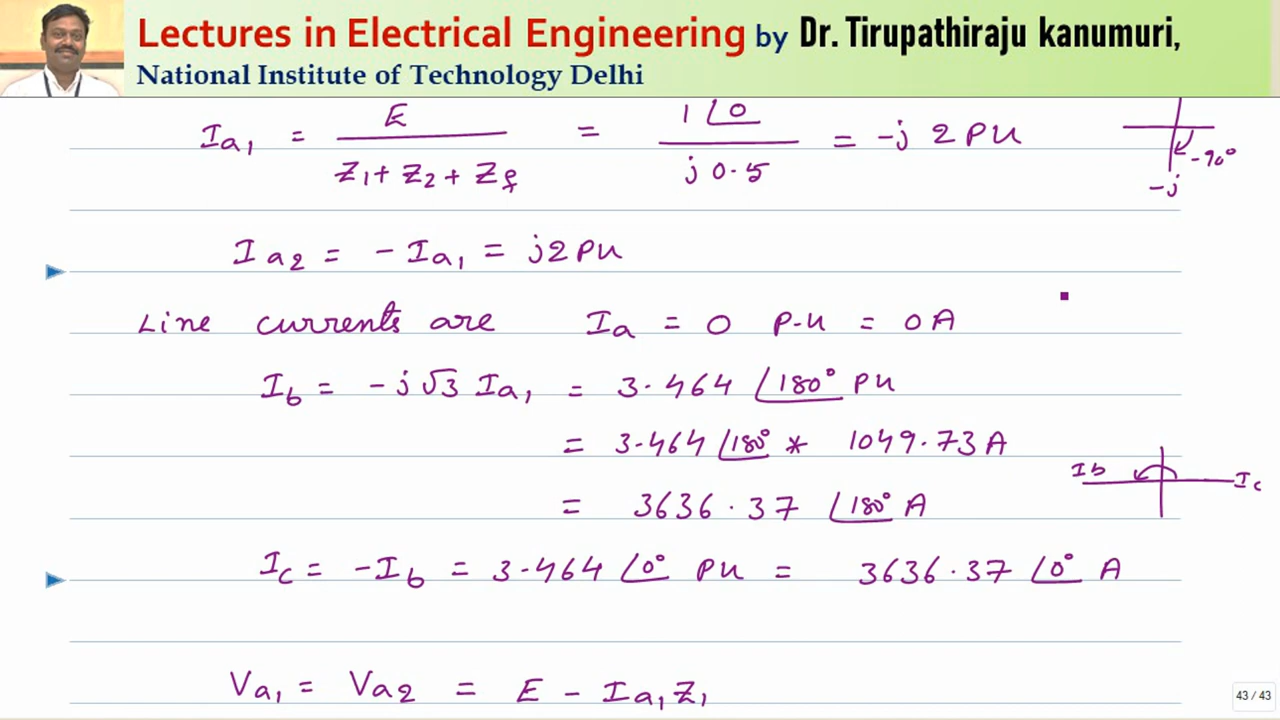 Lectures in Electrical Engineering by Dr. Tirupathiraju kanumuri,
National Institute of Technology Delhi
Ia₁ = E / (Z₁ + Z₂ + Zf) = 1∠0 / j0.5 = -j 2 PU
-90°
-j
Ia2 = - Ia₁ = j2 PU
Line currents are Ia = 0 P.U = 0 A
Ib = -j√3 Ia₁ = 3.464 ∠180° PU
= 3.464 ∠180° * 1049.73 A
Ib Ic
= 3636.37 ∠180° A
Ic = -Ib = 3.464 ∠0° PU = 3636.37 ∠0° A
Va₁ = Va2 = E - Ia₁Z₁
43 / 43